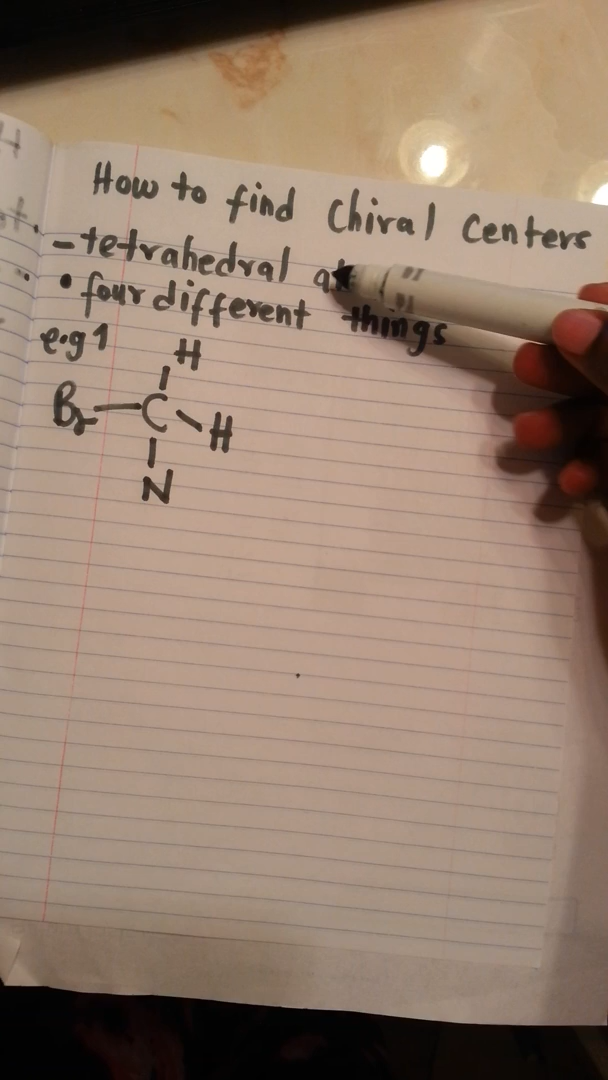 How to find Chiral Centers
- tetrahedral
• four different things
e.g 1
H
Br — C
H
N